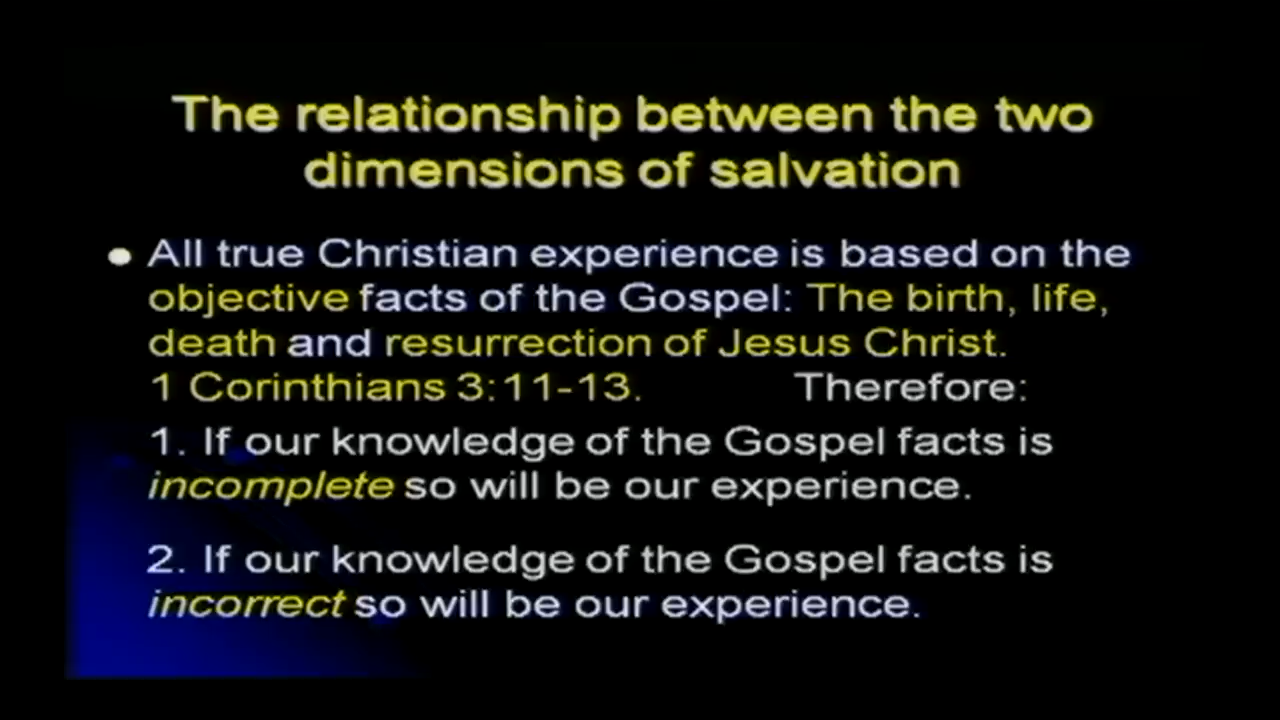 The relationship between the two
dimensions of salvation
● All true Christian experience is based on the
objective facts of the Gospel: The birth, life,
death and resurrection of Jesus Christ.
1 Corinthians 3:11-13. Therefore:
1. If our knowledge of the Gospel facts is
incomplete so will be our experience.
2. If our knowledge of the Gospel facts is
incorrect so will be our experience.